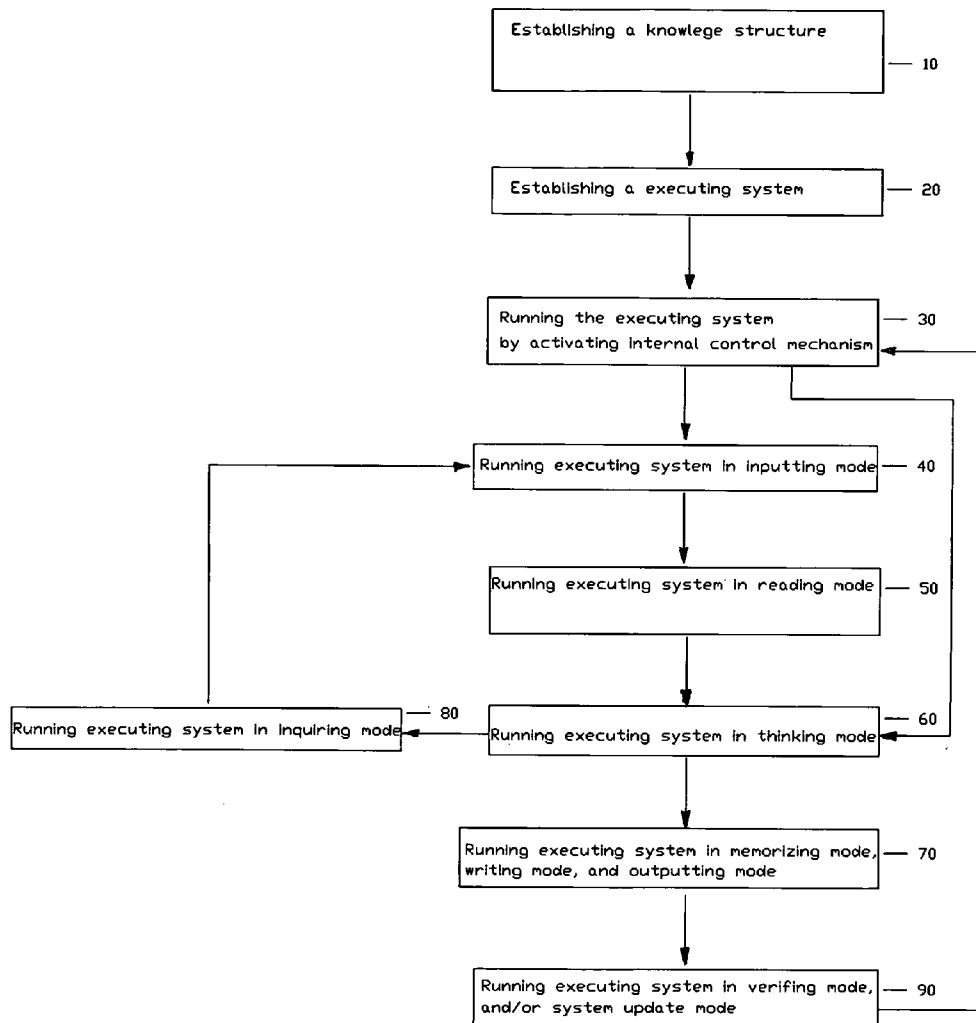 Establishing a knowlege structure
10
Establishing a executing system
20
Running the executing system
by activating internal control mechanism
30
Running executing system in inputting mode
40
Running executing system in reading mode
50
Running executing system in Inquiring mode
80
Running executing system in thinking mode
60
Running executing system in memorizing mode,
writing mode, and outputting mode
70
Running executing system in verifing mode,
and/or system update mode
90